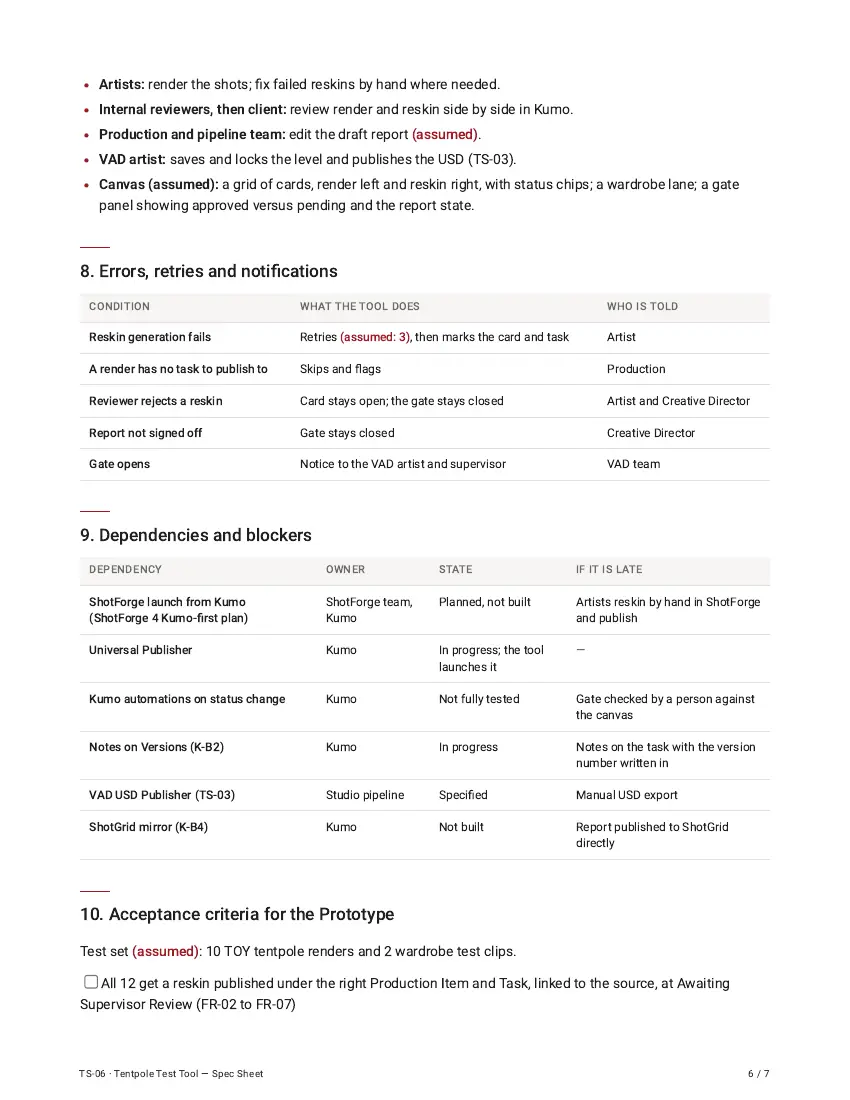 • Artists: render the shots; fix failed reskins by hand where needed.
• Internal reviewers, then client: review render and reskin side by side in Kumo.
• Production and pipeline team: edit the draft report (assumed).
• VAD artist: saves and locks the level and publishes the USD (TS-03).
• Canvas (assumed): a grid of cards, render left and reskin right, with status chips; a wardrobe lane; a gate
panel showing approved versus pending and the report state.
8. Errors, retries and notifications
CONDITION WHAT THE TOOL DOES WHO IS TOLD
Reskin generation fails Retries (assumed: 3), then marks the card and task Artist
A render has no task to publish to Skips and flags Production
Reviewer rejects a reskin Card stays open; the gate stays closed Artist and Creative Director
Report not signed off Gate stays closed Creative Director
Gate opens Notice to the VAD artist and supervisor VAD team
9. Dependencies and blockers
DEPENDENCY OWNER STATE IF IT IS LATE
ShotForge launch from Kumo ShotForge team, Planned, not built Artists reskin by hand in ShotForge
(ShotForge 4 Kumo-first plan) Kumo and publish
Universal Publisher Kumo In progress; the tool —
launches it
Kumo automations on status change Kumo Not fully tested Gate checked by a person against
the canvas
Notes on Versions (K-B2) Kumo In progress Notes on the task with the version
number written in
VAD USD Publisher (TS-03) Studio pipeline Specified Manual USD export
ShotGrid mirror (K-B4) Kumo Not built Report published to ShotGrid
directly
10. Acceptance criteria for the Prototype
Test set (assumed): 10 TOY tentpole renders and 2 wardrobe test clips.
☐ All 12 get a reskin published under the right Production Item and Task, linked to the source, at Awaiting
Supervisor Review (FR-02 to FR-07)
TS-06 · Tentpole Test Tool — Spec Sheet 6 / 7